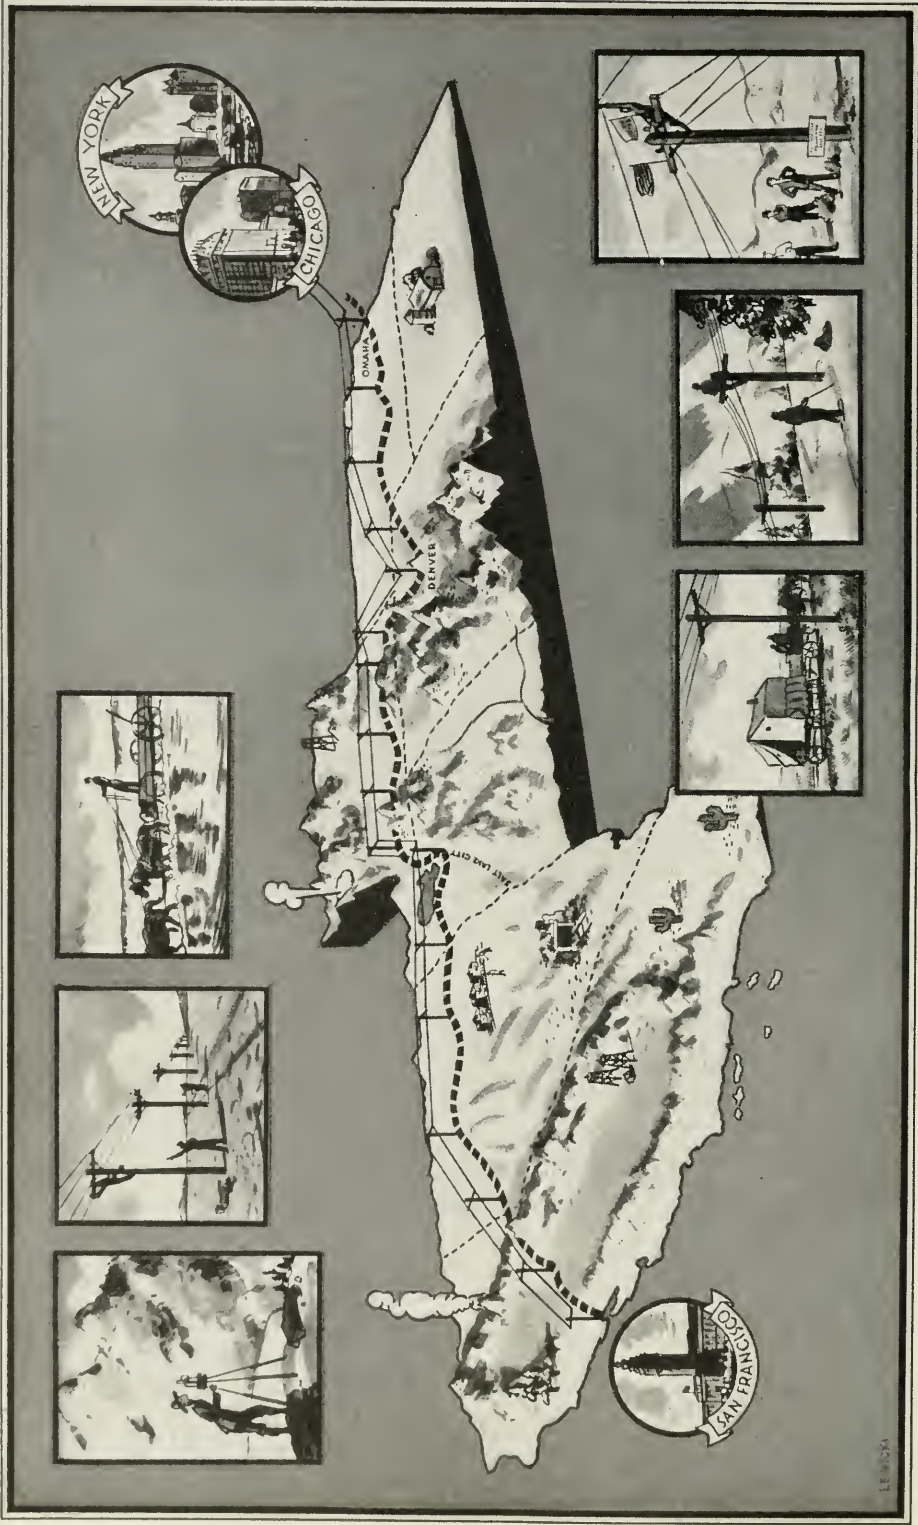 NEW YORK
CHICAGO
OMAHA
DENVER
SALT LAKE CITY
SAN FRANCISCO